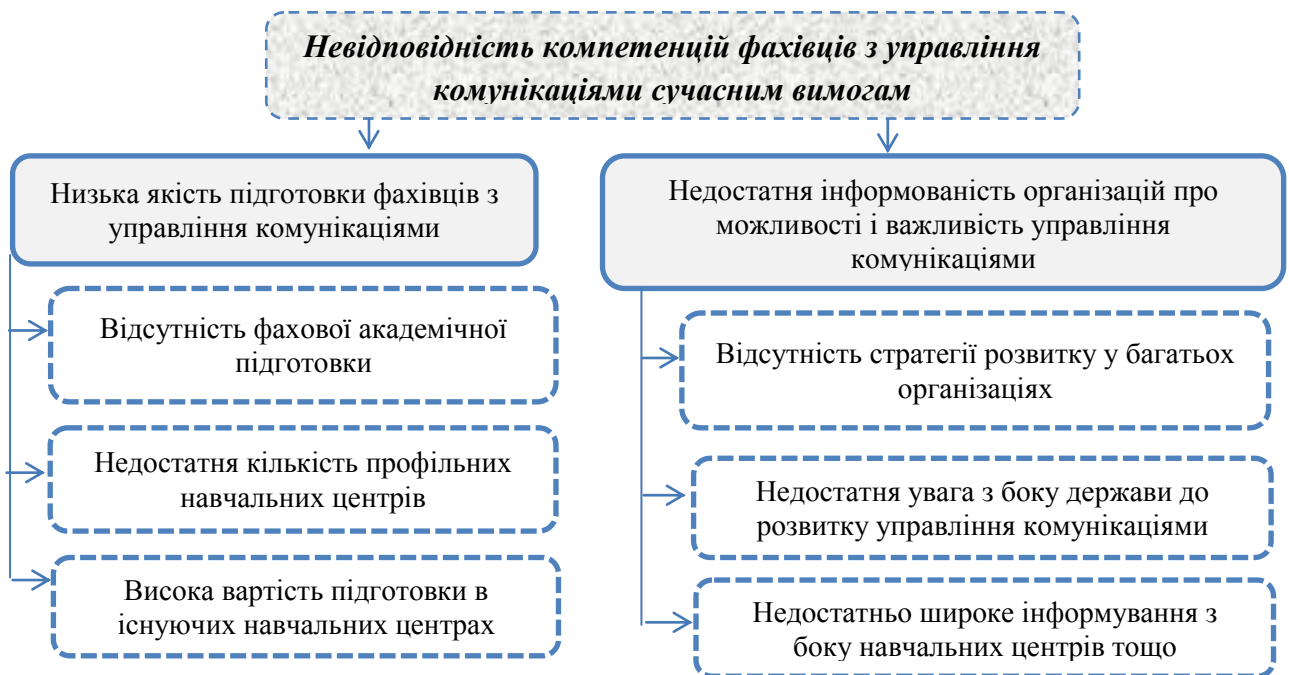 Невідповідність компетенцій фахівців з управління
комунікаціями сучасним вимогам
Низька якість підготовки фахівців з
управління комунікаціями
Відсутність фахової академічної
підготовки
Недостатня кількість профільних
навчальних центрів
Висока вартість підготовки в
існуючих навчальних центрах
Недостатня інформованість організацій про
можливості і важливість управління
комунікаціями
Відсутність стратегії розвитку у багатьох
організаціях
Недостатня увага з боку держави до
розвитку управління комунікаціями
Недостатньо широке інформування з
боку навчальних центрів тощо